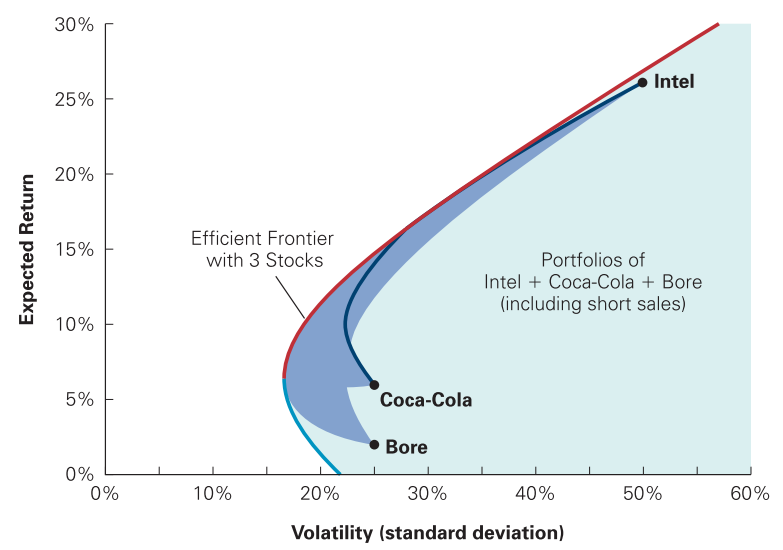 30%
25%
20%
15%
10%
5%
0%
Expected Return
Efficient Frontier
with 3 Stocks
Intel
Portfolios of
Intel + Coca-Cola + Bore
(including short sales)
Coca-Cola
Bore
0% 10% 20% 30% 40% 50% 60%
Volatility (standard deviation)